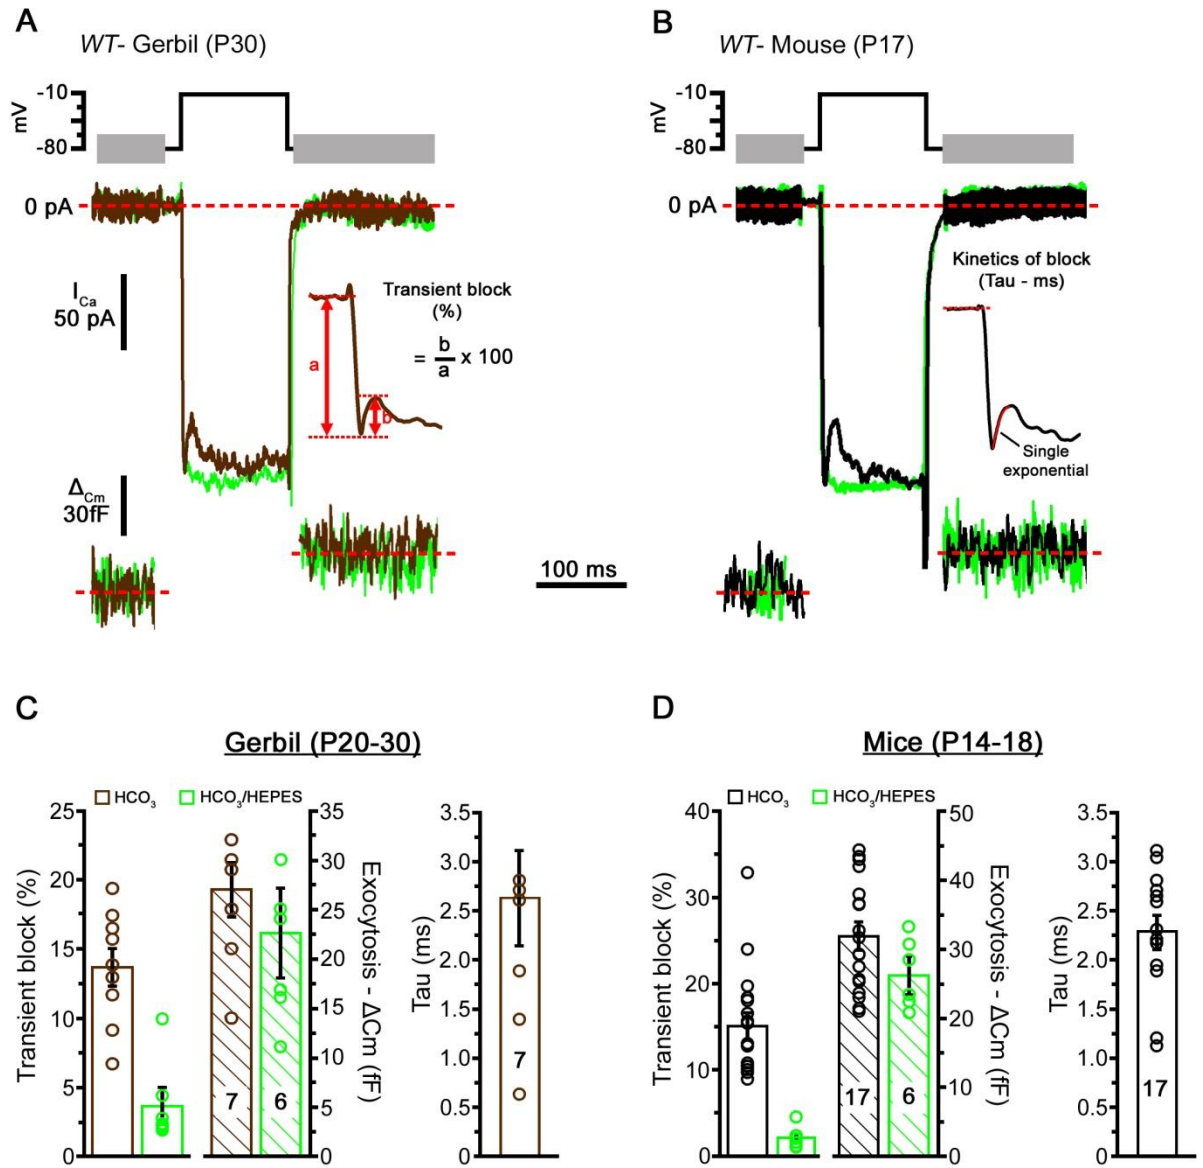 A
WT- Gerbil (P30)
-10
mV
-80
0 pA
I Ca
50 pA
Transient block
(%)
= b/a x 100
a
b
Δ Cm
30fF
100 ms
B
WT- Mouse (P17)
-10
mV
-80
0 pA
Kinetics of block
(Tau - ms)
Single
exponential
C
Gerbil (P20-30)
HCO3
HCO3/HEPES
Transient block (%)
25
20
15
10
5
0
7
6
35
30
25
20
15
10
5
0
Exocytosis - ΔCm (fF)
Tau (ms)
3.5
3.0
2.5
2.0
1.5
1.0
0.5
0
7
D
Mice (P14-18)
HCO3
HCO3/HEPES
Transient block (%)
40
30
20
10
0
17
6
50
40
30
20
10
0
Exocytosis - ΔCm (fF)
Tau (ms)
3.5
3.0
2.5
2.0
1.5
1.0
0.5
0
17